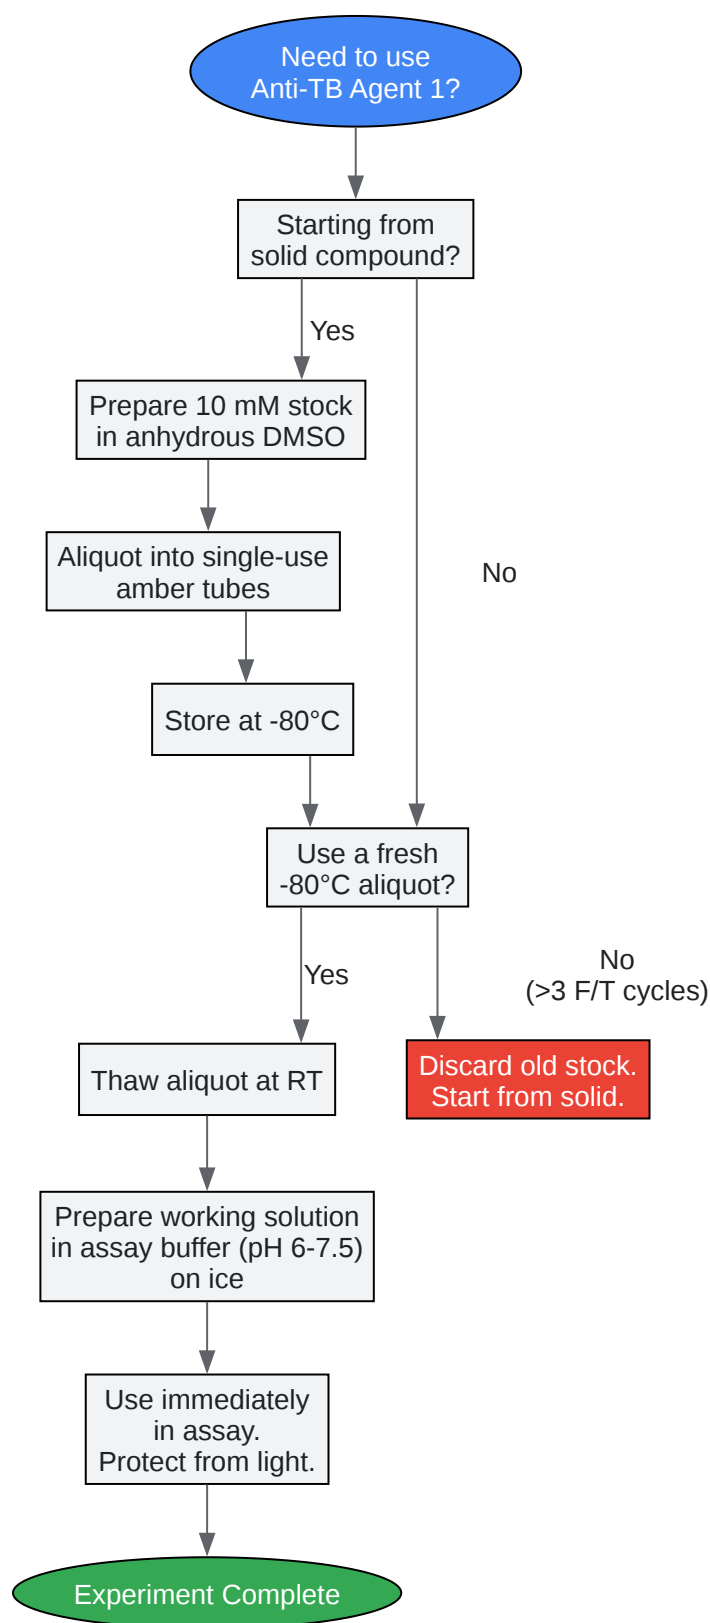 Need to use
Anti-TB Agent 1?
Starting from
solid compound?
Yes
Prepare 10 mM stock
in anhydrous DMSO
Aliquot into single-use
amber tubes
No
Store at -80°C
Use a fresh
-80°C aliquot?
Yes
No
(>3 F/T cycles)
Thaw aliquot at RT
Discard old stock.
Start from solid.
Prepare working solution
in assay buffer (pH 6-7.5)
on ice
Use immediately
in assay.
Protect from light.
Experiment Complete